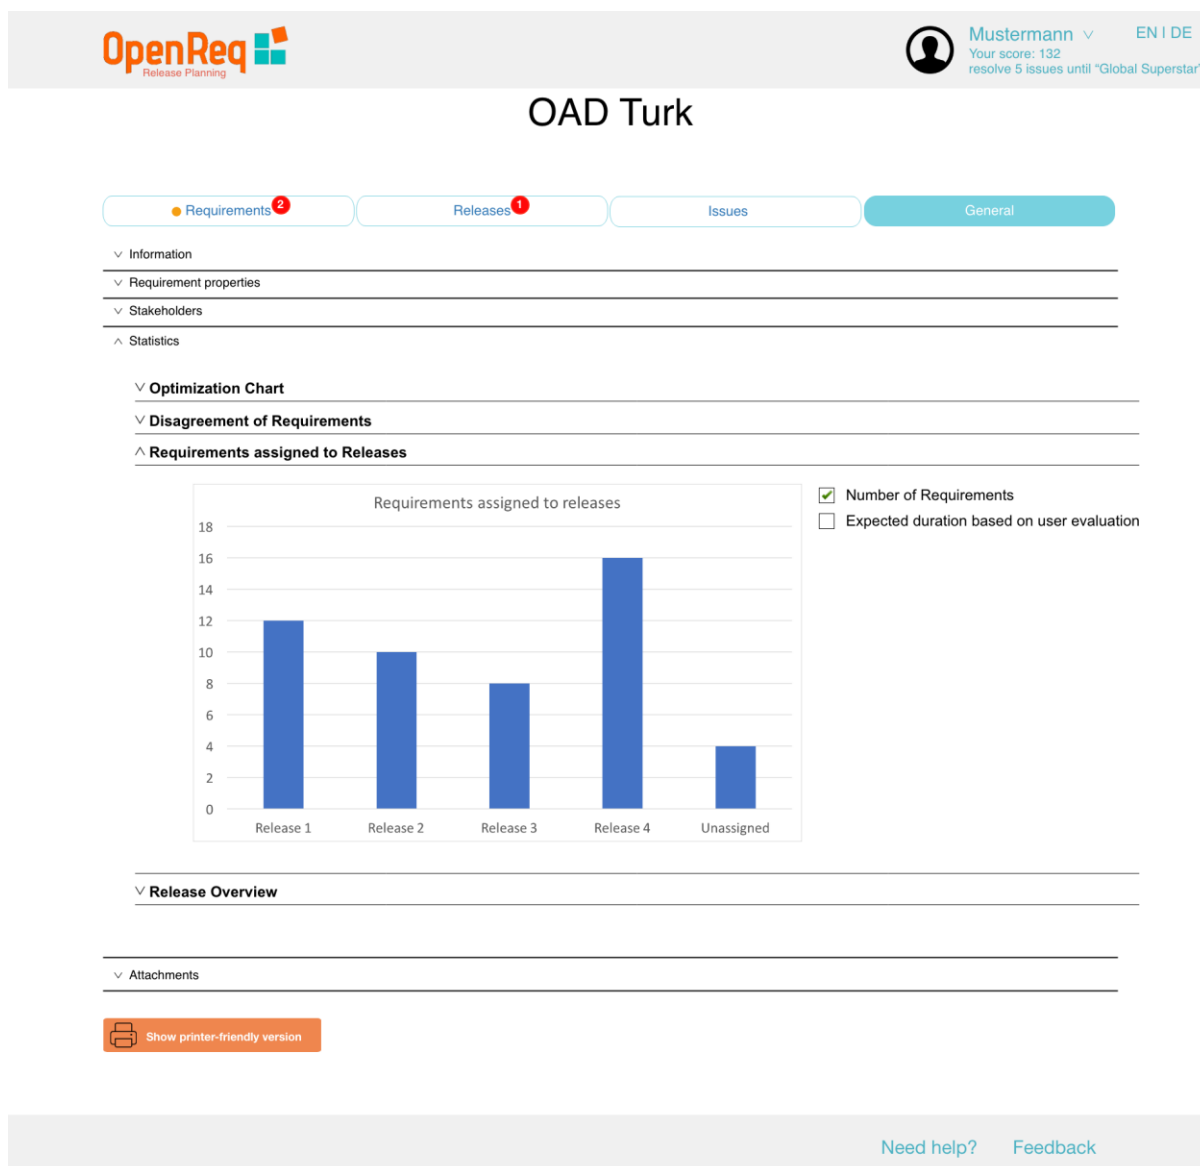 OpenReq
Release Planning
Mustermann
EN I DE
Your score: 132
resolve 5 issues until “Global Superstar”
OAD Turk
Requirements 2
Releases 1
Issues
General
Information
Requirement properties
Stakeholders
Statistics
Optimization Chart
Disagreement of Requirements
Requirements assigned to Releases
Requirements assigned to releases
18
16
14
12
10
8
6
4
2
0
Release 1 Release 2 Release 3 Release 4 Unassigned
Number of Requirements
Expected duration based on user evaluation
Release Overview
Attachments
Show printer-friendly version
Need help? Feedback